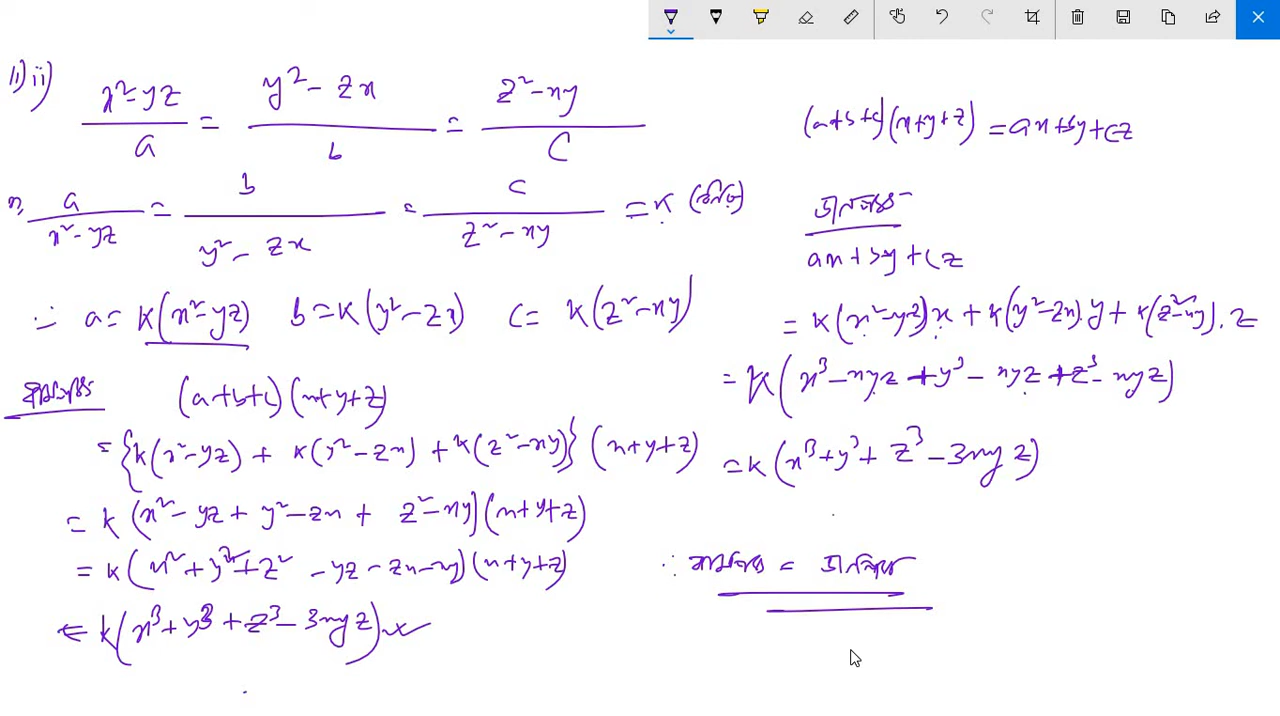 11) ii) x²-yz/a = y²-zx/b = z²-xy/c
বা, a/x²-yz = b/y²-zx = c/z²-xy = k
∴ a = k(x²-yz) b = k(y²-zx) c = k(z²-xy)
বামপক্ষ (a+b+c)(x+y+z)
= {k(x²-yz) + k(y²-zx) + k(z²-xy)} (x+y+z)
= k (x²-yz + y²-zx + z²-xy)(x+y+z)
= k(x²+y²+z² -yz-zx-xy)(x+y+z)
= k(x³+y³+z³-3xyz)
(a+b+c)(x+y+z) = ax+by+cz
ডানপক্ষ
ax+by+cz
= k(x²-yz)x + k(y²-zx).y + k(z²-xy).z
= k(x³-xyz+y³-xyz+z³-xyz)
= k(x³+y³+z³-3xyz)
∴ বামপক্ষ = ডানপক্ষ